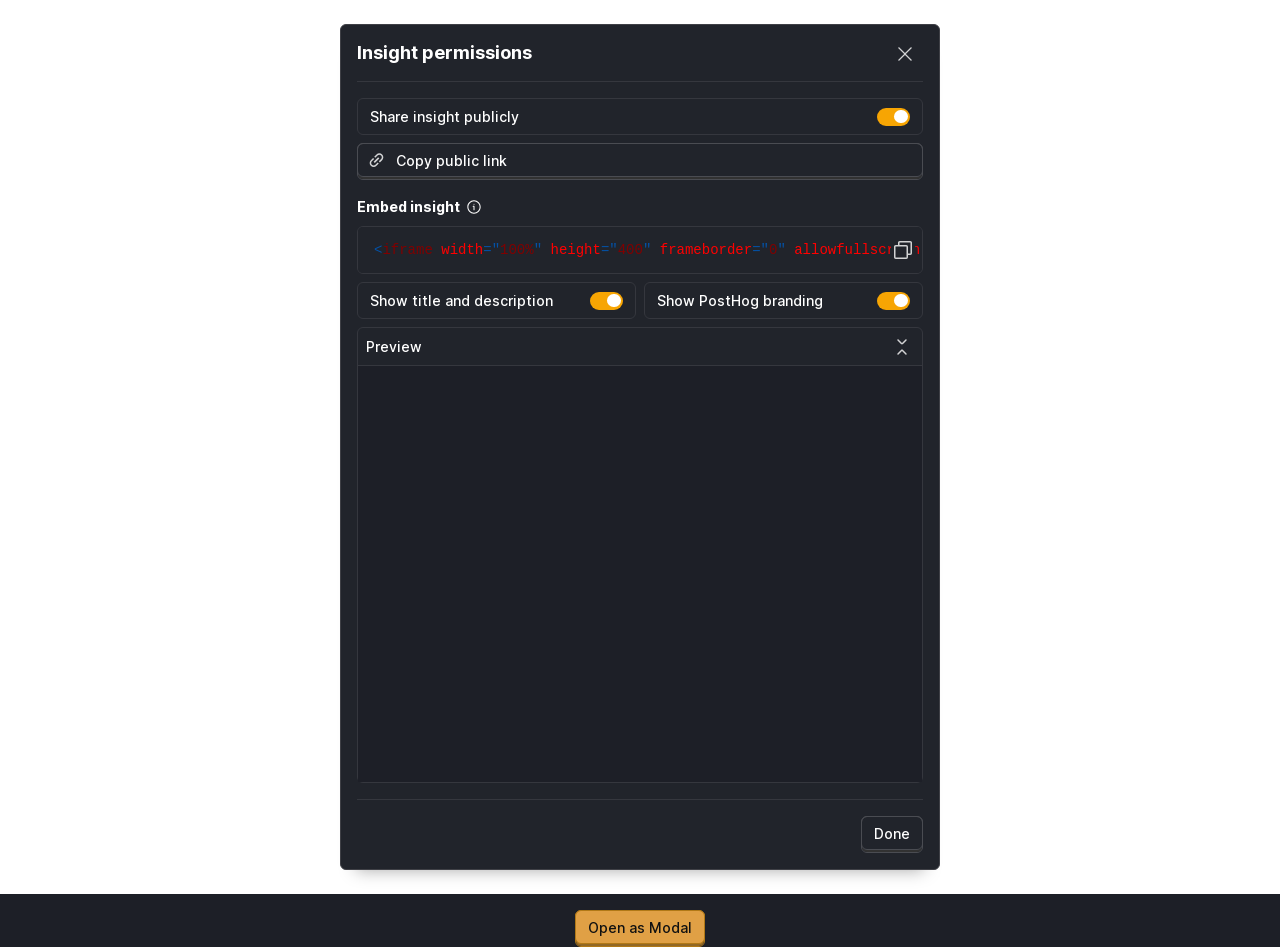 Insight permissions
Share insight publicly
Copy public link
Embed insight
<iframe width="100%" height="400" frameborder="0" allowfullscr
Show title and description
Show PostHog branding
Preview
Done
Open as Modal